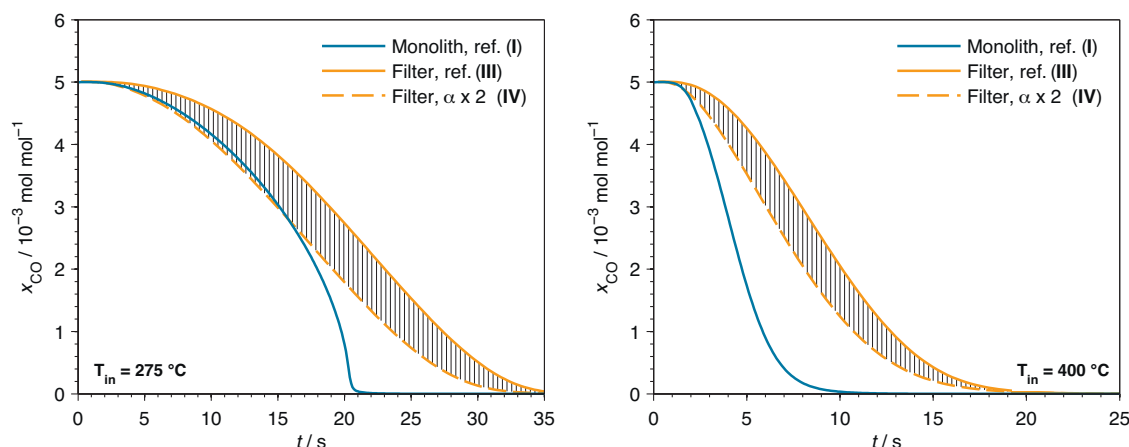 6
5
4
3
2
1
0
x_CO / 10⁻³ mol mol⁻¹
Monolith, ref. (I)
Filter, ref. (III)
Filter, α x 2 (IV)
T_in = 275 °C
0 5 10 15 20 25 30 35
t / s
6
5
4
3
2
1
0
x_CO / 10⁻³ mol mol⁻¹
Monolith, ref. (I)
Filter, ref. (III)
Filter, α x 2 (IV)
T_in = 400 °C
0 5 10 15 20 25
t / s